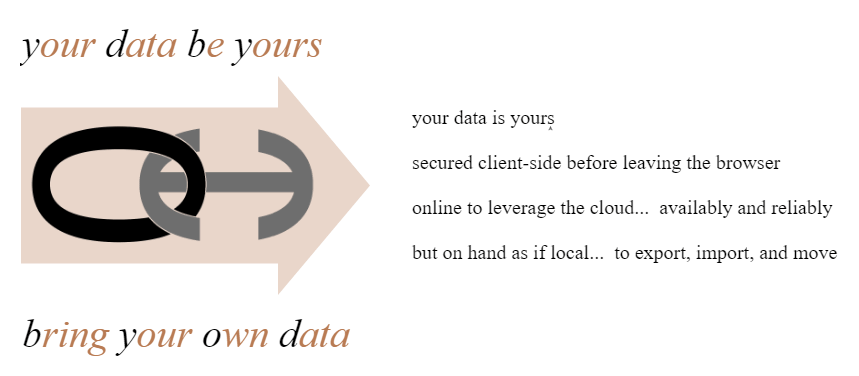 your data be yours
your data is yours
secured client-side before leaving the browser
online to leverage the cloud...  availably and reliably
but on hand as if local...  to export, import, and move
bring your own data